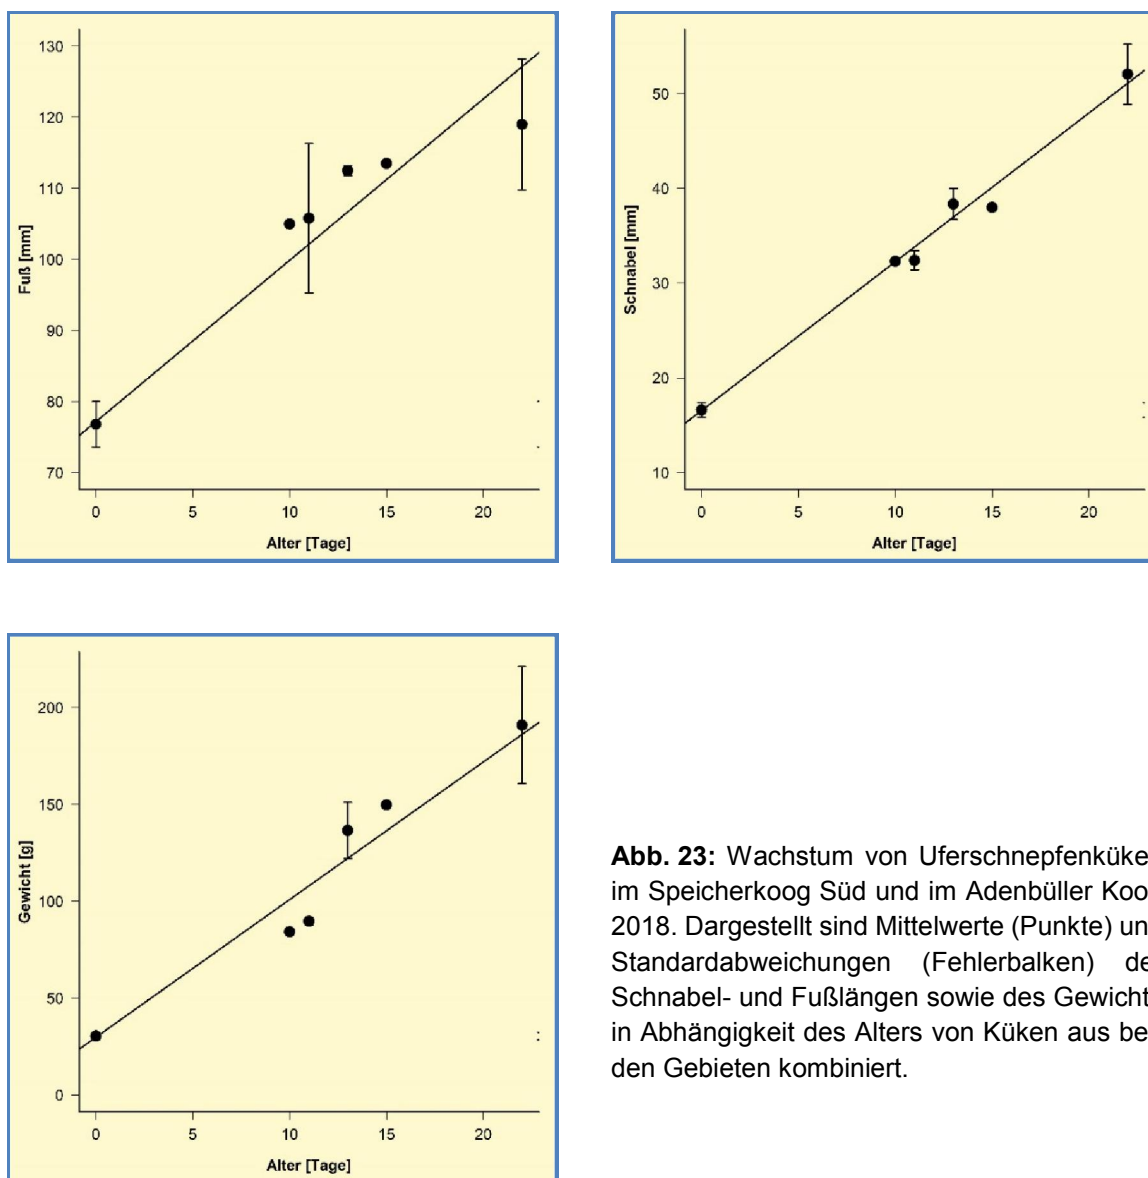 130
120
110
100
90
80
70
Fuß [mm]
0 5 10 15 20
Alter [Tage]
50
40
30
20
10
Schnabel [mm]
0 5 10 15 20
Alter [Tage]
200
150
100
50
0
Gewicht [g]
0 5 10 15 20
Alter [Tage]
Abb. 23: Wachstum von Uferschnepfenküke
im Speicherkoog Süd und im Adenbüller Koo
2018. Dargestellt sind Mittelwerte (Punkte) un
Standardabweichungen (Fehlerbalken) de
Schnabel- und Fußlängen sowie des Gewicht
in Abhängigkeit des Alters von Küken aus be
den Gebieten kombiniert.